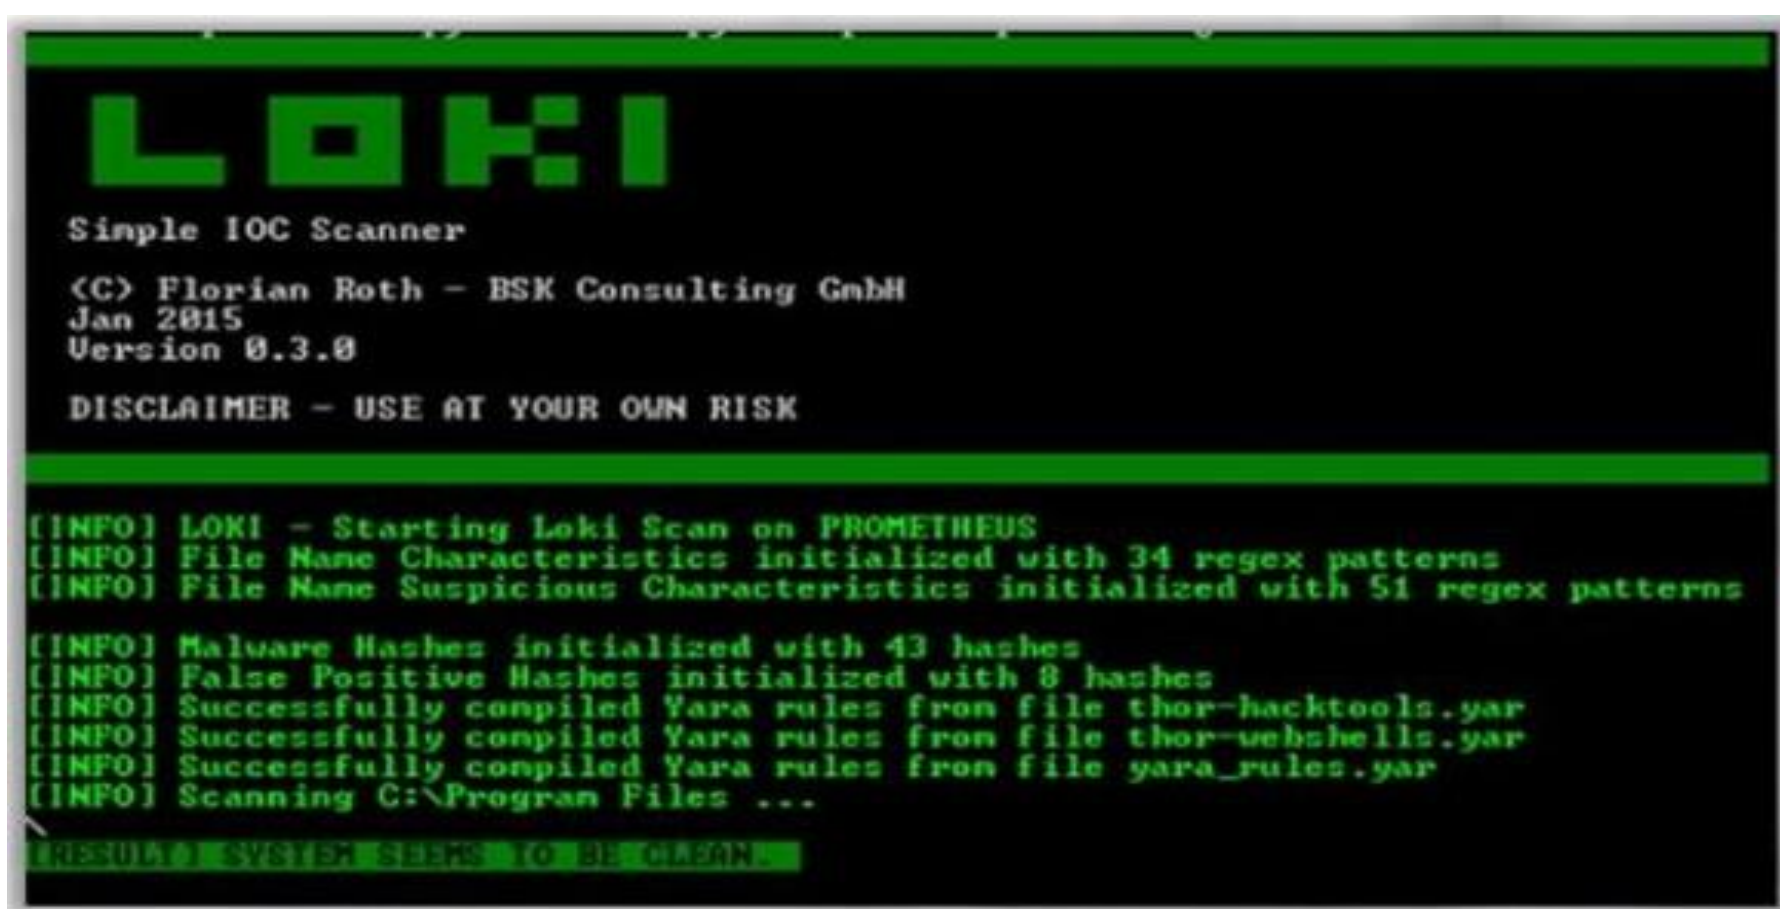 LOKI
Simple IOC Scanner
(C) Florian Roth - BSK Consulting GmbH
Jan 2015
Version 0.3.0
DISCLAIMER - USE AT YOUR OWN RISK
[INFO] LOKI - Starting Loki Scan on PROMETHEUS
[INFO] File Name Characteristics initialized with 34 regex patterns
[INFO] File Name Suspicious Characteristics initialized with 51 regex patterns
[INFO] Malware Hashes initialized with 43 hashes
[INFO] False Positive Hashes initialized with 8 hashes
[INFO] Successfully compiled Yara rules from file thor-hacktools.yar
[INFO] Successfully compiled Yara rules from file thor-webshells.yar
[INFO] Successfully compiled Yara rules from file yara_rules.yar
[INFO] Scanning C:\Program Files ...
[RESULT] SYSTEM SEEMS TO BE CLEAN.